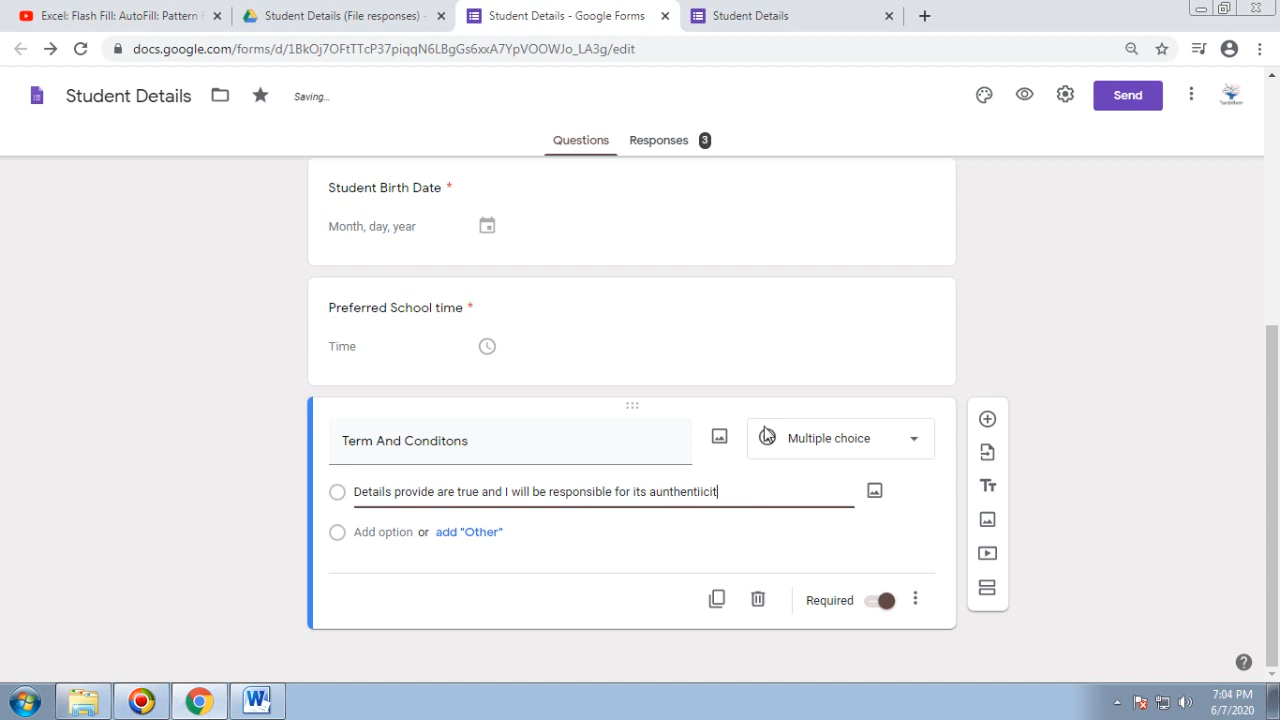 Excel: Flash Fill: AutoFill: Pattern F
Student Details (File responses) -
Student Details - Google Forms
Student Details
docs.google.com/forms/d/1BkOj7OFtTTcP37piqqN6LBgGs6xxA7YpVOOWJo_LA3g/edit
Student Details
Saving...
Send
Questions
Responses 3
Student Birth Date *
Month, day, year
Preferred School time *
Time
Term And Conditons
Multiple choice
Details provide are true and I will be responsible for its aunthentiicit
Add option or add "Other"
Required
7:04 PM
6/7/2020